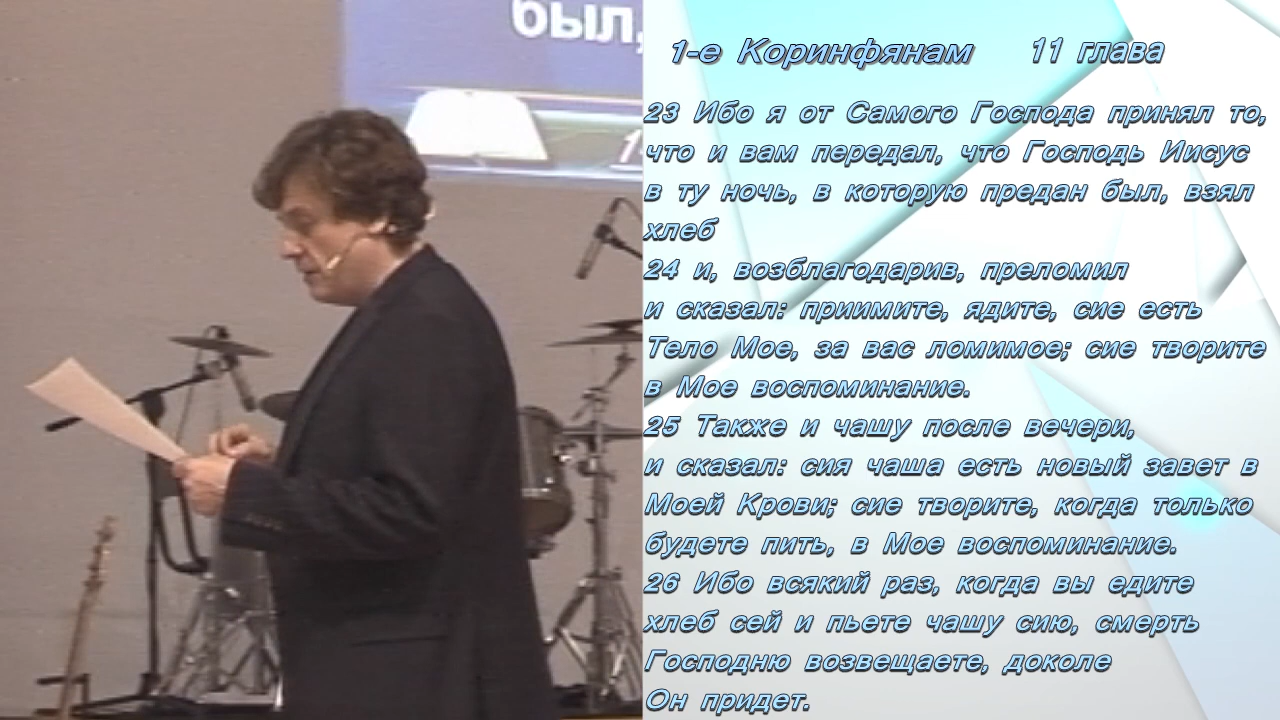 был,
1-е Коринфянам 11 глава
23 Ибо я от Самого Господа принял то,
что и вам передал, что Господь Иисус
в ту ночь, в которую предан был, взял
хлеб
24 и, возблагодарив, преломил
и сказал: приимите, ядите, сие есть
Тело Мое, за вас ломимое; сие творите
в Мое воспоминание.
25 Также и чашу после вечери,
и сказал: сия чаша есть новый завет в
Моей Крови; сие творите, когда только
будете пить, в Мое воспоминание.
26 Ибо всякий раз, когда вы едите
хлеб сей и пьете чашу сию, смерть
Господню возвещаете, доколе
Он придет.